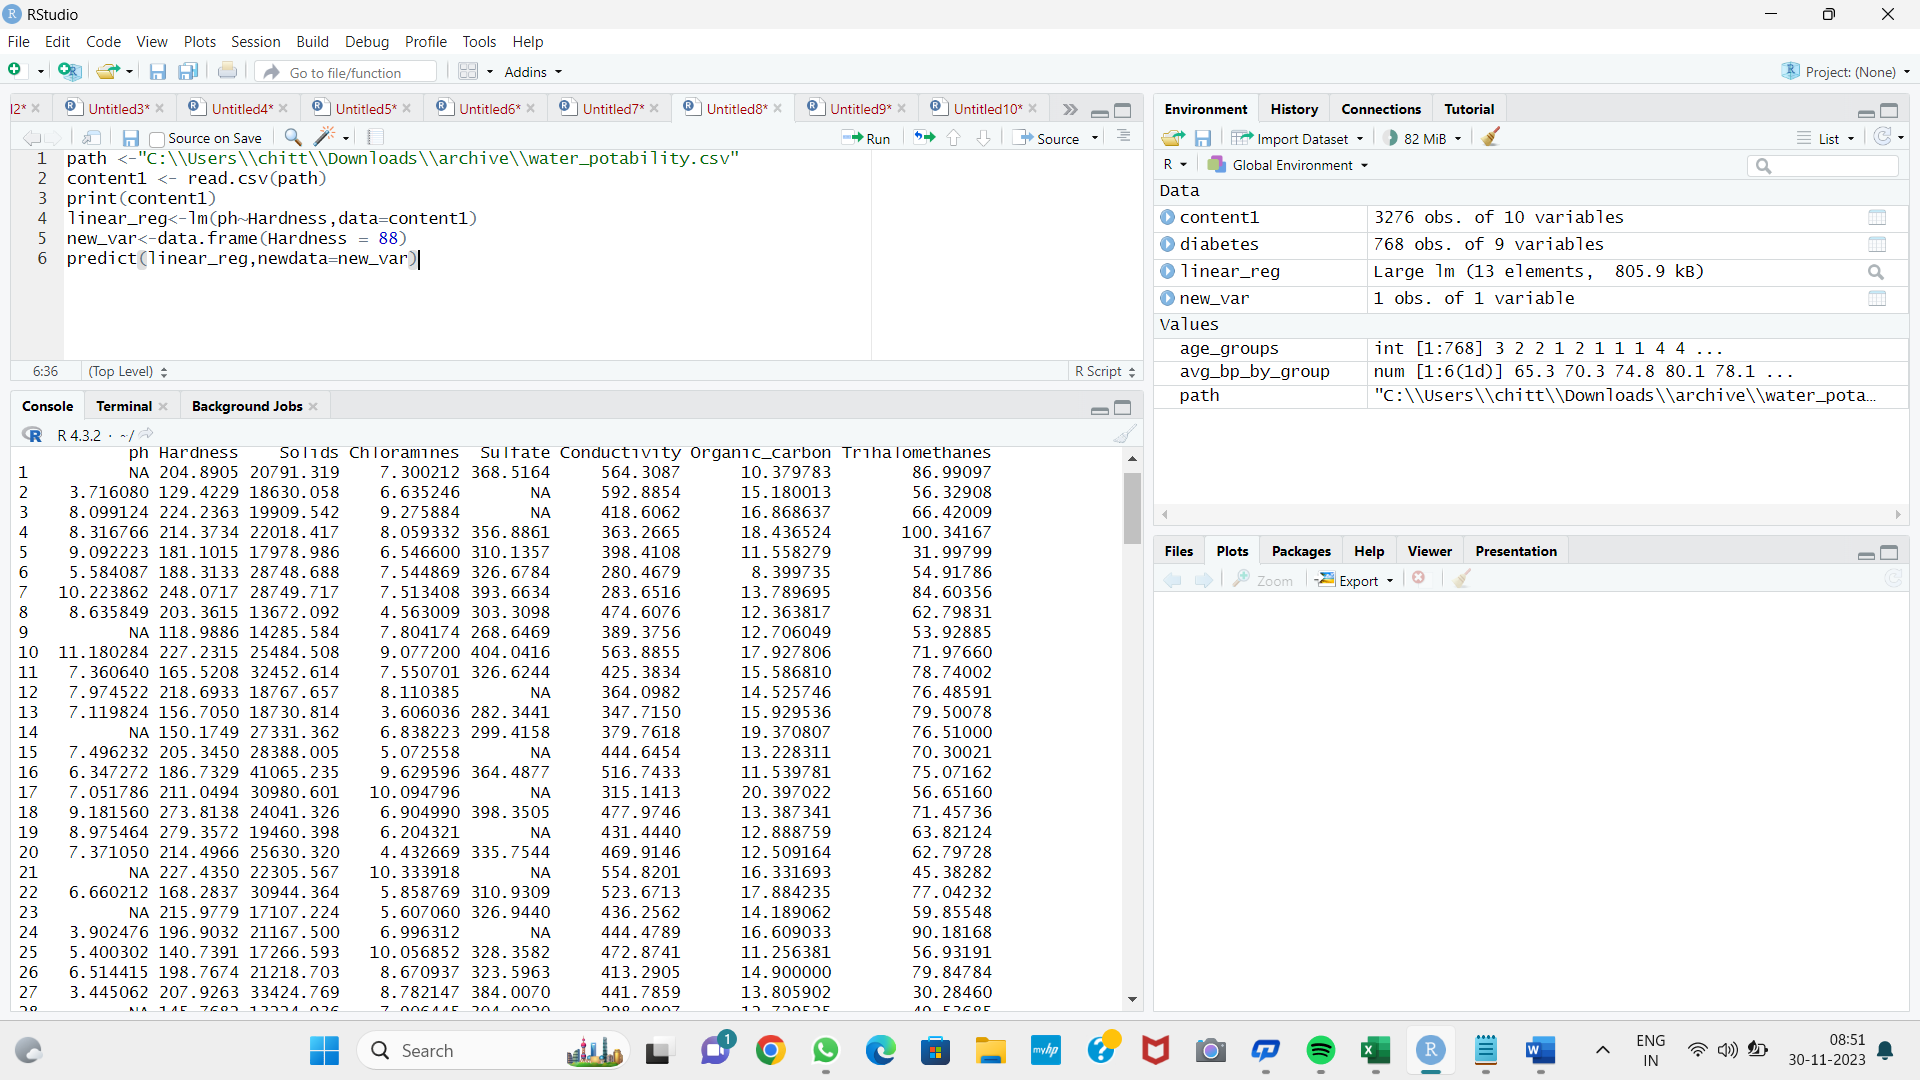 RStudio
File Edit Code View Plots Session Build Debug Profile Tools Help
Go to file/function Addins Project: (None)
l2* Untitled3* Untitled4* Untitled5* Untitled6* Untitled7* Untitled8* Untitled9* Untitled10*
Source on Save Run Source
1 path <-"C:\\Users\\chitt\\Downloads\\archive\\water_potability.csv"
2 content1 <- read.csv(path)
3 print(content1)
4 linear_reg<-lm(ph~Hardness,data=content1)
5 new_var<-data.frame(Hardness = 88)
6 predict(linear_reg,newdata=new_var)
6:36 (Top Level) R Script
Console Terminal Background Jobs
R 4.3.2 · ~/
ph Hardness Solids Chloramines Sulfate Conductivity Organic_carbon Trihalomethanes
1 NA 204.8905 20791.319 7.300212 368.5164 564.3087 10.379783 86.99097
2 3.716080 129.4229 18630.058 6.635246 NA 592.8854 15.180013 56.32908
3 8.099124 224.2363 19909.542 9.275884 NA 418.6062 16.868637 66.42009
4 8.316766 214.3734 22018.417 8.059332 356.8861 363.2665 18.436524 100.34167
5 9.092223 181.1015 17978.986 6.546600 310.1357 398.4108 11.558279 31.99799
6 5.584087 188.3133 28748.688 7.544869 326.6784 280.4679 8.399735 54.91786
7 10.223862 248.0717 28749.717 7.513408 393.6634 283.6516 13.789695 84.60356
8 8.635849 203.3615 13672.092 4.563009 303.3098 474.6076 12.363817 62.79831
9 NA 118.9886 14285.584 7.804174 268.6469 389.3756 12.706049 53.92885
10 11.180284 227.2315 25484.508 9.077200 404.0416 563.8855 17.927806 71.97660
11 7.360640 165.5208 32452.614 7.550701 326.6244 425.3834 15.586810 78.74002
12 7.974522 218.6933 18767.657 8.110385 NA 364.0982 14.525746 76.48591
13 7.119824 156.7050 18730.814 3.606036 282.3441 347.7150 15.929536 79.50078
14 NA 150.1749 27331.362 6.838223 299.4158 379.7618 19.370807 76.51000
15 7.496232 205.3450 28388.005 5.072558 NA 444.6454 13.228311 70.30021
16 6.347272 186.7329 41065.235 9.629596 364.4877 516.7433 11.539781 75.07162
17 7.051786 211.0494 30980.601 10.094796 NA 315.1413 20.397022 56.65160
18 9.181560 273.8138 24041.326 6.904990 398.3505 477.9746 13.387341 71.45736
19 8.975464 279.3572 19460.398 6.204321 NA 431.4440 12.888759 63.82124
20 7.371050 214.4966 25630.320 4.432669 335.7544 469.9146 12.509164 62.79728
21 NA 227.4350 22305.567 10.333918 NA 554.8201 16.331693 45.38282
22 6.660212 168.2837 30944.364 5.858769 310.9309 523.6713 17.884235 77.04232
23 NA 215.9779 17107.224 5.607060 326.9440 436.2562 14.189062 59.85548
24 3.902476 196.9032 21167.500 6.996312 NA 444.4789 16.609033 90.18168
25 5.400302 140.7391 17266.593 10.056852 328.3582 472.8741 11.256381 56.93191
26 6.514415 198.7674 21218.703 8.670937 323.5963 413.2905 14.900000 79.84784
27 3.445062 207.9263 33424.769 8.782147 384.0070 441.7859 13.805902 30.28460
Environment History Connections Tutorial
Import Dataset 82 MiB List
R Global Environment
Data
content1 3276 obs. of 10 variables
diabetes 768 obs. of 9 variables
linear_reg Large lm (13 elements, 805.9 kB)
new_var 1 obs. of 1 variable
Values
age_groups int [1:768] 3 2 2 1 2 1 1 1 4 4 ...
avg_bp_by_group num [1:6(1d)] 65.3 70.3 74.8 80.1 78.1 ...
path "C:\\Users\\chitt\\Downloads\\archive\\water_pota...
Files Plots Packages Help Viewer Presentation
Zoom Export
Search 1 myhp ENG 08:51
IN 30-11-2023